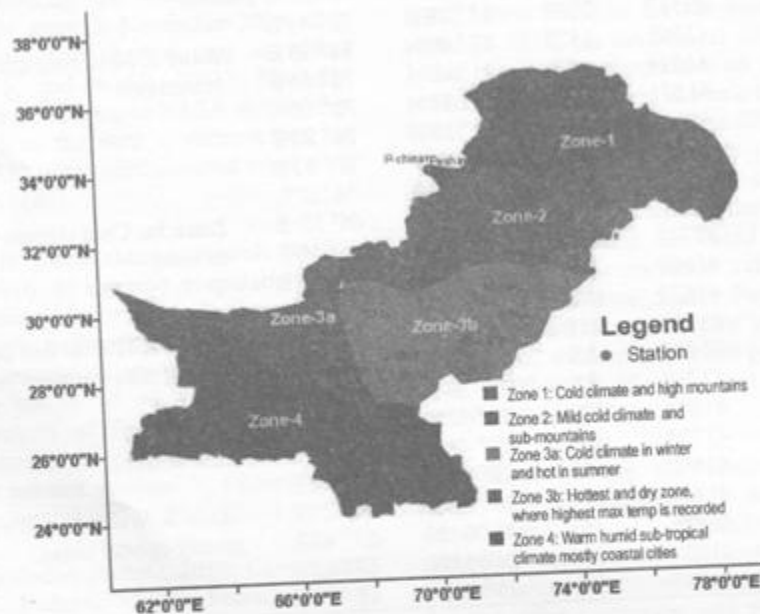 38°0'0"N
36°0'0"N
34°0'0"N
32°0'0"N
30°0'0"N
28°0'0"N
26°0'0"N
24°0'0"N
Zone-1
Zone-2
Zone-3a
Zone-3b
Zone-4
Legend
Station
Zone 1: Cold climate and high mountains
Zone 2: Mild cold climate and
sub-mountains
Zone 3a: Cold climate in winter
and hot in summer
Zone 3b: Hottest and dry zone,
where highest max temp is recorded
Zone 4: Warm humid sub-tropical
climate mostly coastal cities
62°0'0"E
66°0'0"E
70°0'0"E
74°0'0"E
78°0'0"E